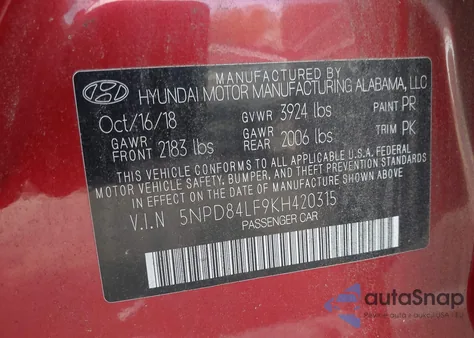 MANUFACTURED BY
HYUNDAI MOTOR MANUFACTURING ALABAMA, LLC
Oct/16/18 GVWR 3924 lbs PAINT PR
GAWR FRONT 2183 lbs GAWR REAR 2006 lbs TRIM PK
THIS VEHICLE CONFORMS TO ALL APPLICABLE U.S.A. FEDERAL
MOTOR VEHICLE SAFETY, BUMPER, AND THEFT PREVENTION
STANDARDS IN EFFECT ON THE DATE OF MANUFACTURE SHOWN ABOVE.
V.I.N 5NPD84LF9KH420315
PASSENGER CAR
autoSnap